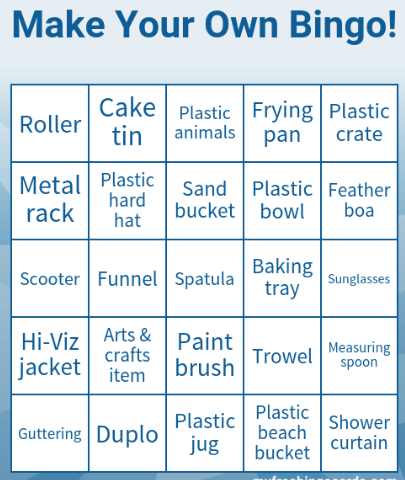 Make Your Own Bingo!
Roller
Cake
tin
Plastic
animals
Frying
pan
Plastic
crate
Metal
rack
Plastic
hard
hat
Sand
bucket
Plastic
bowl
Feather
boa
Scooter
Funnel
Spatula
Baking
tray
Sunglasses
Hi-Viz
jacket
Arts &
crafts
item
Paint
brush
Trowel
Measuring
spoon
Guttering
Duplo
Plastic
jug
Plastic
beach
bucket
Shower
curtain